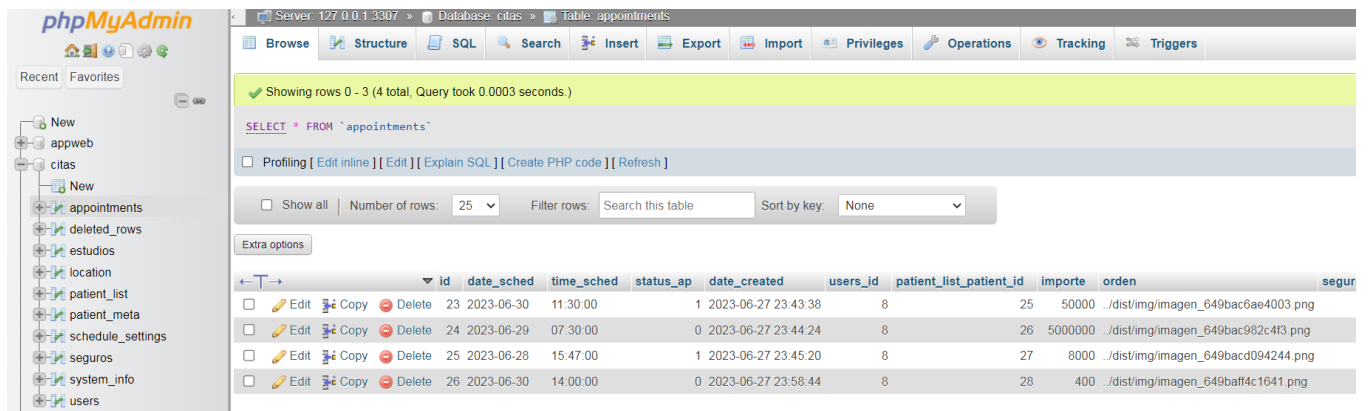 phpMyAdmin
Recent Favorites
New
appweb
citas
New
appointments
deleted_rows
estudios
location
patient_list
patient_meta
schedule_settings
seguros
system_info
users
Server: 127.0.0.1:3307 » Database: citas » Table: appointments
Browse Structure SQL Search Insert Export Import Privileges Operations Tracking Triggers
Showing rows 0 - 3 (4 total, Query took 0.0003 seconds.)
SELECT * FROM `appointments`
Profiling [ Edit inline ] [ Edit ] [ Explain SQL ] [ Create PHP code ] [ Refresh ]
Show all Number of rows: 25 Filter rows: Search this table Sort by key: None
Extra options
id date_sched time_sched status_ap date_created users_id patient_list_patient_id importe orden segur
Edit Copy Delete 23 2023-06-30 11:30:00 1 2023-06-27 23:43:38 8 25 50000 ../dist/img/imagen_649bac6ae4003.png
Edit Copy Delete 24 2023-06-29 07:30:00 0 2023-06-27 23:44:24 8 26 5000000 ../dist/img/imagen_649bac982c4f3.png
Edit Copy Delete 25 2023-06-28 15:47:00 1 2023-06-27 23:45:20 8 27 8000 ../dist/img/imagen_649bacd094244.png
Edit Copy Delete 26 2023-06-30 14:00:00 0 2023-06-27 23:58:44 8 28 400 ../dist/img/imagen_649baff4c1641.png